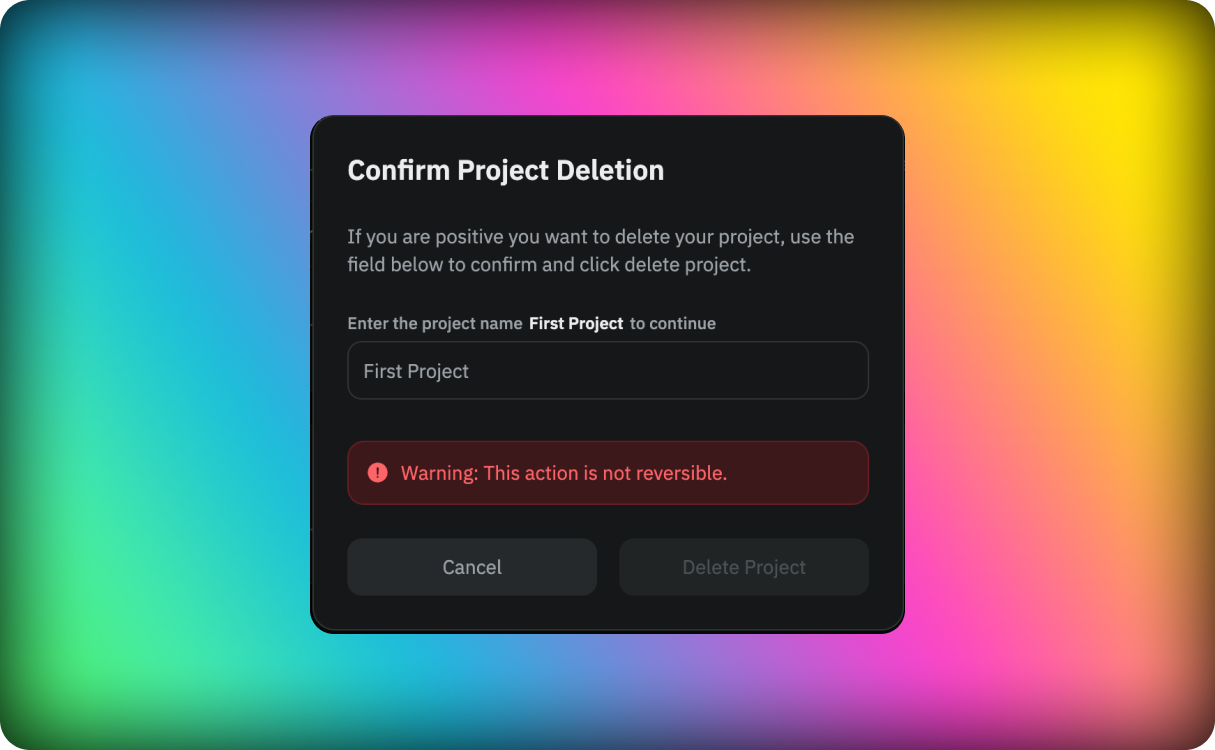 Confirm Project Deletion
If you are positive you want to delete your project, use the
field below to confirm and click delete project.
Enter the project name First Project to continue
First Project
Warning: This action is not reversible.
Cancel
Delete Project